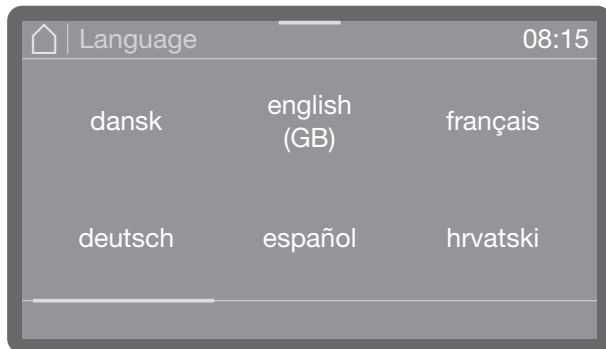 Language 08:15
dansk
english
(GB)
français
deutsch
español
hrvatski